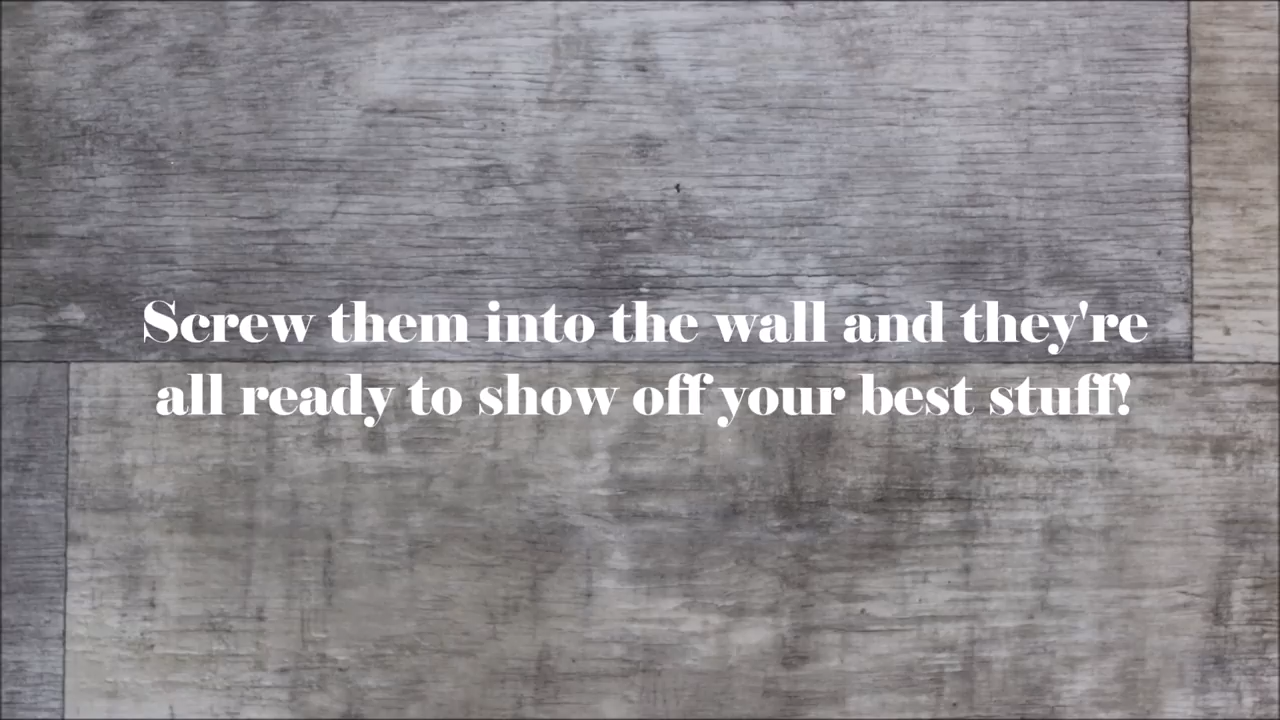 Screw them into the wall and they're
all ready to show off your best stuff!